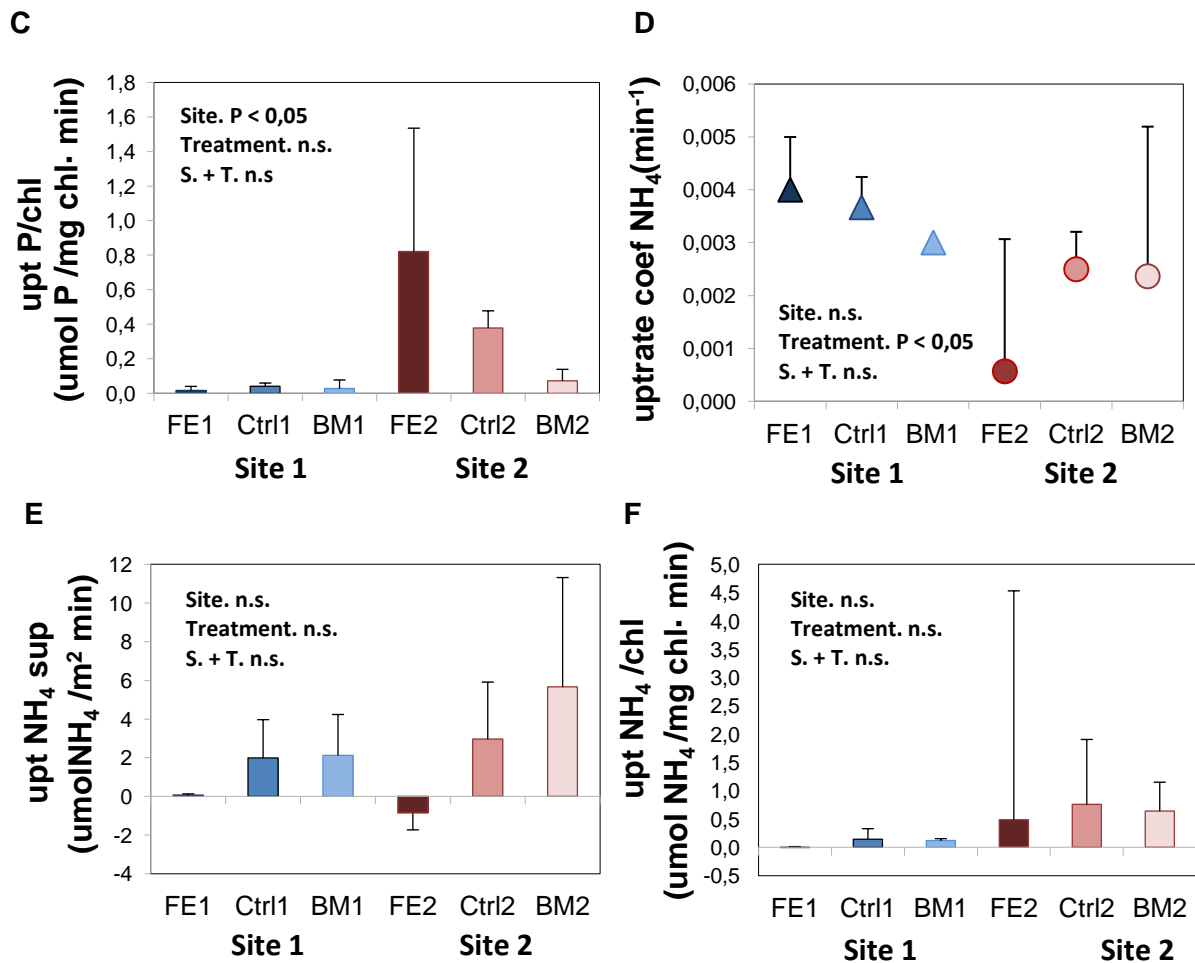 C
upt P/chl
(umol P /mg chl· min)
1,8
1,6
1,4
1,2
1,0
0,8
0,6
0,4
0,2
0,0
Site. P < 0,05
Treatment. n.s.
S. + T. n.s
FE1 Ctrl1 BM1 FE2 Ctrl2 BM2
Site 1 Site 2
D
uptrate coef NH4(min-1)
0,006
0,005
0,004
0,003
0,002
0,001
0,000
Site. n.s.
Treatment. P < 0,05
S. + T. n.s.
FE1 Ctrl1 BM1 FE2 Ctrl2 BM2
Site 1 Site 2
E
upt NH4 sup
(umolNH4 /m2 min)
12
10
8
6
4
2
0
-2
-4
Site. n.s.
Treatment. n.s.
S. + T. n.s.
FE1 Ctrl1 BM1 FE2 Ctrl2 BM2
Site 1 Site 2
F
upt NH4 /chl
(umol NH4 /mg chl· min)
5,0
4,5
4,0
3,5
3,0
2,5
2,0
1,5
1,0
0,5
0,0
-0,5
Site. n.s.
Treatment. n.s.
S. + T. n.s.
FE1 Ctrl1 BM1 FE2 Ctrl2 BM2
Site 1 Site 2